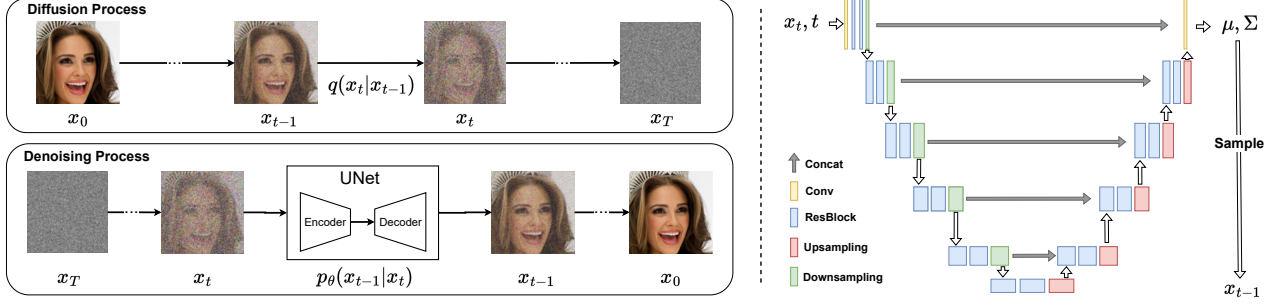 Diffusion Process
...
...
q(x_t|x_{t-1})
x_0
x_{t-1}
x_t
x_T
Denoising Process
UNet
...
Encoder
Decoder
...
x_T
x_t
p_θ(x_{t-1}|x_t)
x_{t-1}
x_0
x_t, t
μ, Σ
Sample
Concat
Conv
ResBlock
Upsampling
Downsampling
x_{t-1}